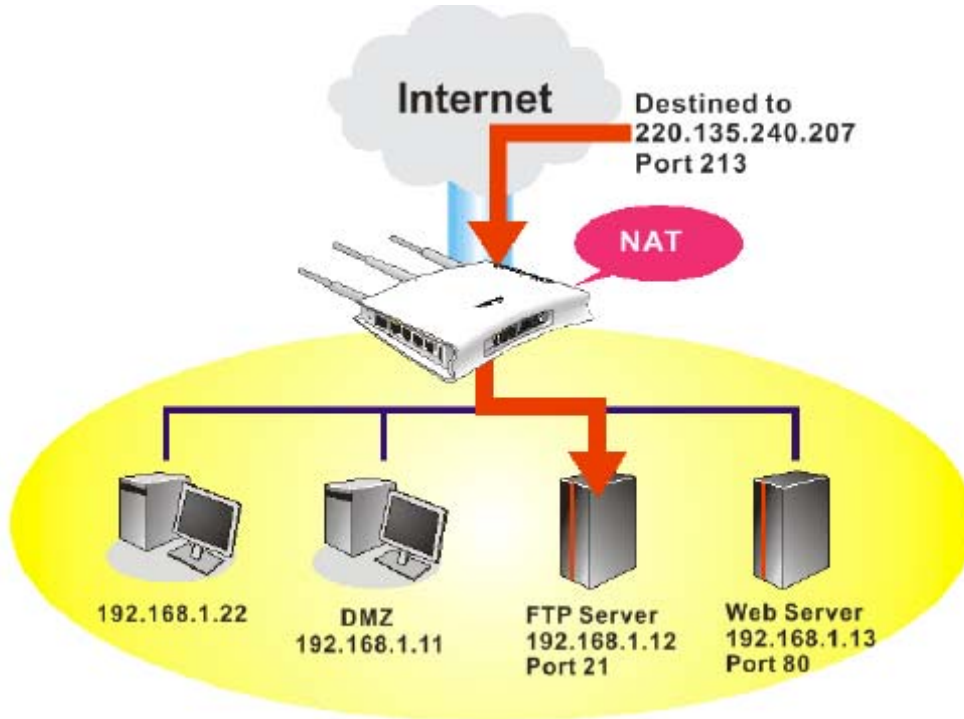 Internet
Destined to
220.135.240.207
Port 213
NAT
192.168.1.22
DMZ
192.168.1.11
FTP Server
192.168.1.12
Port 21
Web Server
192.168.1.13
Port 80